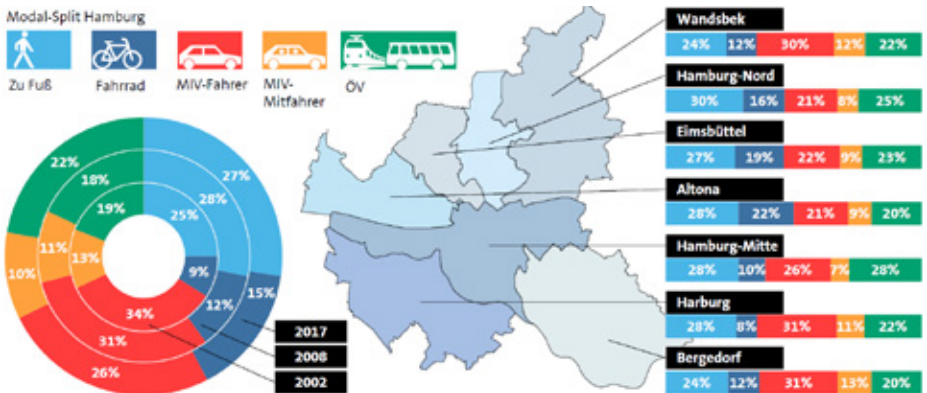 Modal-Split Hamburg
Zu Fuß
Fahrrad
MIV-Fahrer
MIV-
Mitfahrer
ÖV
27%
15%
26%
10%
22%
28%
12%
31%
11%
18%
25%
9%
34%
13%
19%
2017
2008
2002
Wandsbek
24% 12% 30% 12% 22%
Hamburg-Nord
30% 16% 21% 8% 25%
Eimsbüttel
27% 19% 22% 9% 23%
Altona
28% 22% 21% 9% 20%
Hamburg-Mitte
28% 10% 26% 7% 28%
Harburg
28% 8% 31% 11% 22%
Bergedorf
24% 12% 31% 13% 20%